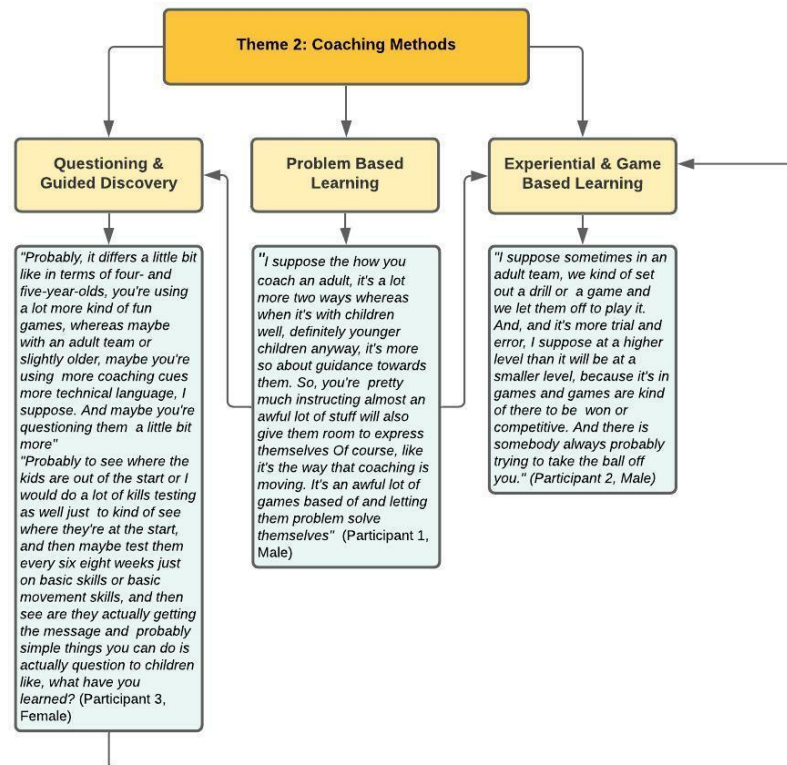 Theme 2: Coaching Methods
Questioning &
Guided Discovery
"Probably, it differs a little bit
like in terms of four- and
five-year-olds, you're using
a lot more kind of fun
games, whereas maybe
with an adult team or
slightly older, maybe you're
using more coaching cues
more technical language, I
suppose. And maybe you're
questioning them a little bit
more"
"Probably to see where the
kids are out of the start or I
would do a lot of kills testing
as well just to kind of see
where they're at the start,
and then maybe test them
every six eight weeks just
on basic skills or basic
movement skills, and then
see are they actually getting
the message and probably
simple things you can do is
actually question to children
like, what have you
learned? (Participant 3,
Female)
Problem Based
Learning
"I suppose the how you
coach an adult, it's a lot
more two ways whereas
when it's with children
well, definitely younger
children anyway, it's more
so about guidance towards
them. So, you're pretty
much instructing almost an
awful lot of stuff will also
give them room to express
themselves Of course, like
it's the way that coaching is
moving. It's an awful lot of
games based of and letting
them problem solve
themselves" (Participant 1,
Male)
Experiential & Game
Based Learning
"I suppose sometimes in an
adult team, we kind of set
out a drill or a game and
we let them off to play it.
And, and it's more trial and
error, I suppose at a higher
level than it will be at a
smaller level, because it's in
games and games are kind
of there to be won or
competitive. And there is
somebody always probably
trying to take the ball off
you." (Participant 2, Male)